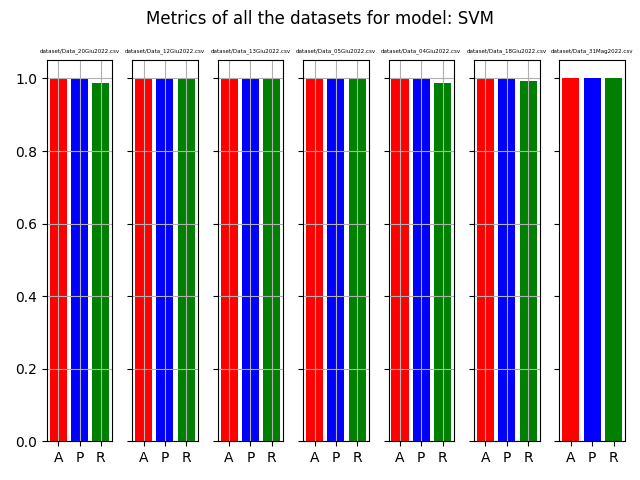 Metrics of all the datasets for model: SVM
dataset/Data_20Giu2022.csv dataset/Data_12Giu2022.csv dataset/Data_13Giu2022.csv dataset/Data_05Giu2022.csv dataset/Data_04Giu2022.csv dataset/Data_18Giu2022.csv dataset/Data_31Mag2022.csv
1.0
0.8
0.6
0.4
0.2
0.0
A P R A P R A P R A P R A P R A P R A P R